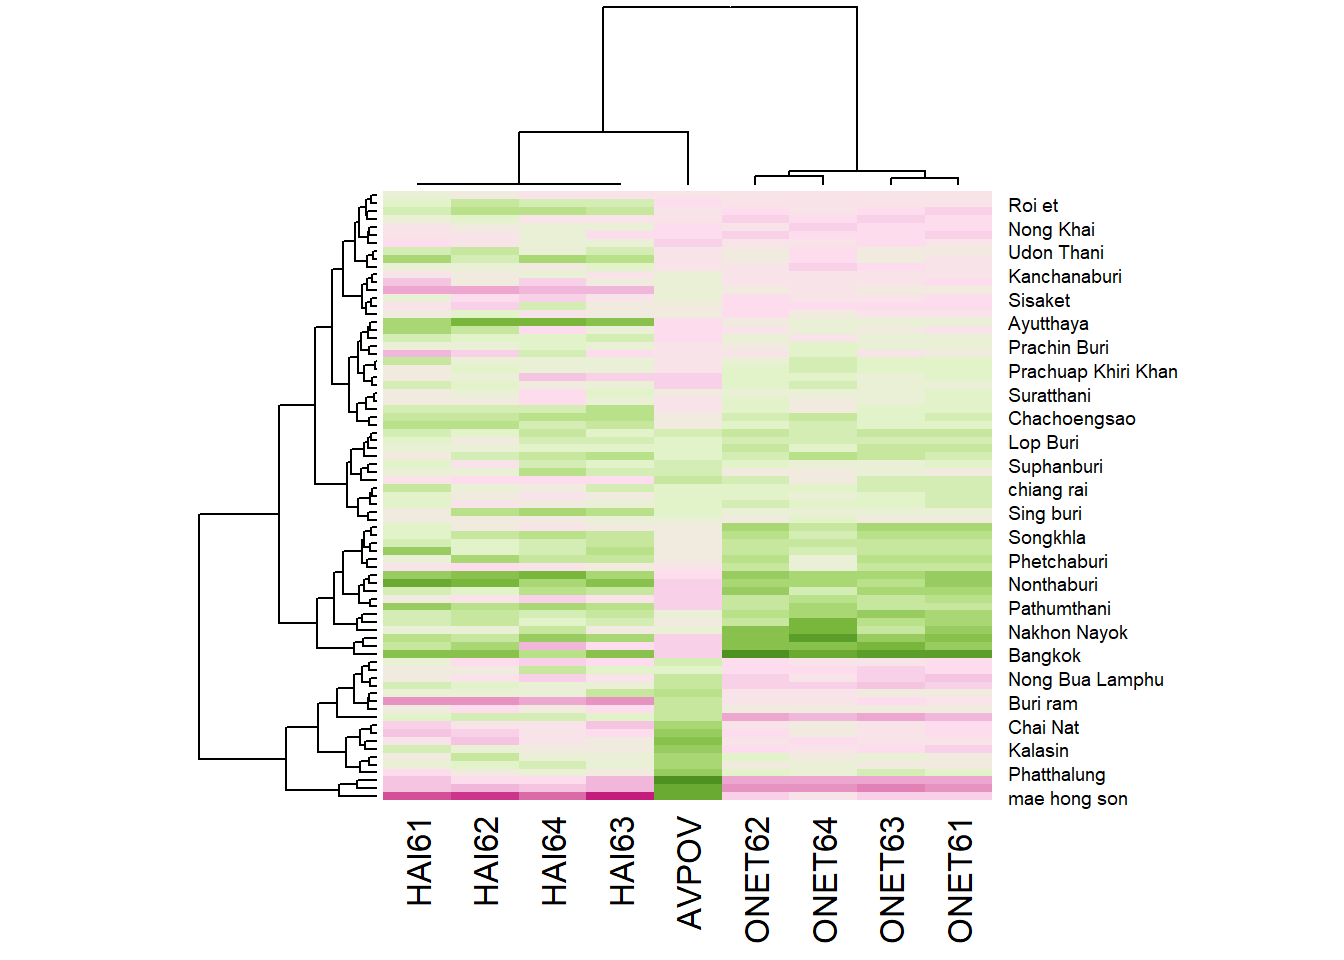 Roi et
Nong Khai
Udon Thani
Kanchanaburi
Sisaket
Ayutthaya
Prachin Buri
Prachuap Khiri Khan
Suratthani
Chachoengsao
Lop Buri
Suphanburi
chiang rai
Sing buri
Songkhla
Phetchaburi
Nonthaburi
Pathumthani
Nakhon Nayok
Bangkok
Nong Bua Lamphu
Buri ram
Chai Nat
Kalasin
Phatthalung
mae hong son
HAI61
HAI62
HAI64
HAI63
AVPOV
ONET62
ONET64
ONET63
ONET61